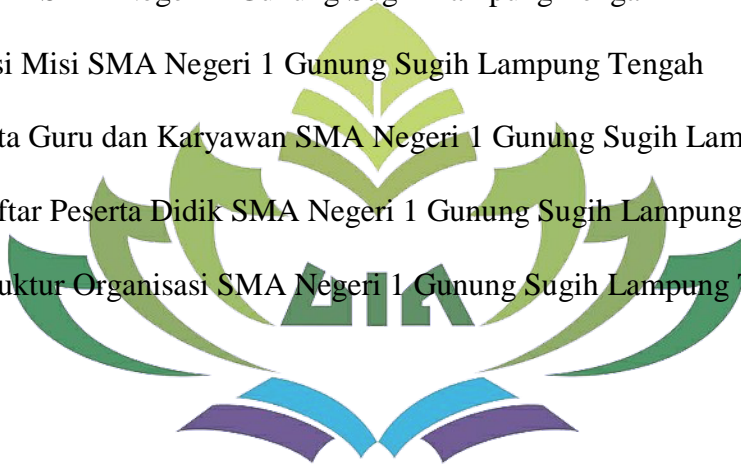 si Misi SMA Negeri 1 Gunung Sugih Lampung Tengah
ta Guru dan Karyawan SMA Negeri 1 Gunung Sugih Lam
ftar Peserta Didik SMA Negeri 1 Gunung Sugih Lampung
uktur Organisasi SMA Negeri 1 Gunung Sugih Lampung T